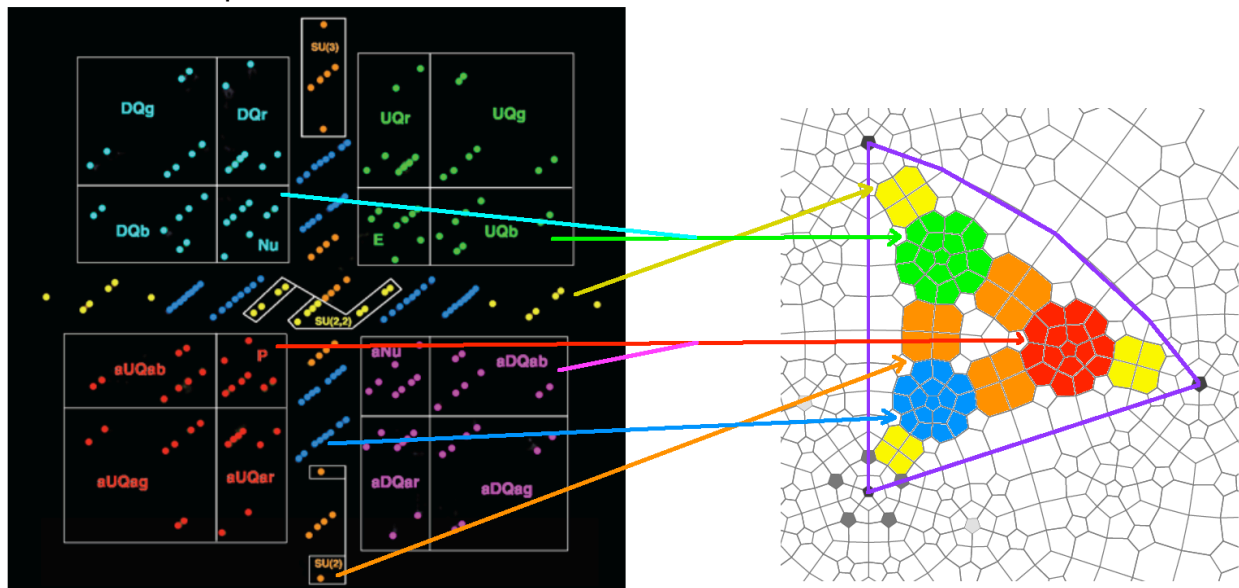 SU(3)
DQg
DQr
UQr
UQg
DQb
Nu
E
UQb
SU(2,2)
aUQab
P
aNu
aDQab
aUQag
aUQar
aDQar
aDQag
SU(2)